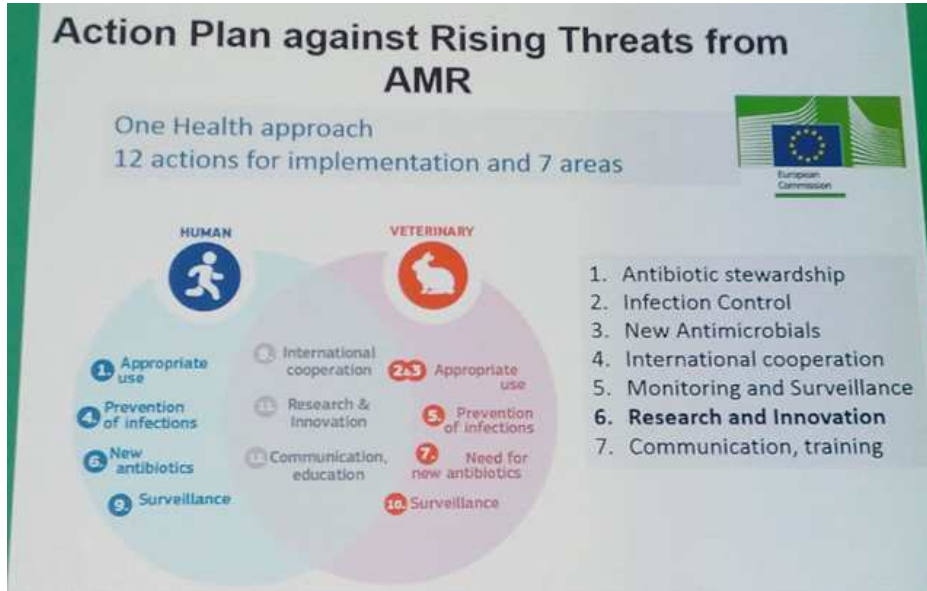 Action Plan against Rising Threats from
AMR
One Health approach
12 actions for implementation and 7 areas
European
Commission
HUMAN
VETERINARY
1. Appropriate
use
4. Prevention
of infections
6. New
antibiotics
9. Surveillance
International
cooperation
11. Research &
Innovation
12. Communication,
education
2&3 Appropriate
use
5. Prevention
of infections
7. Need for
new antibiotics
10. Surveillance
1. Antibiotic stewardship
2. Infection Control
3. New Antimicrobials
4. International cooperation
5. Monitoring and Surveillance
6. Research and Innovation
7. Communication, training